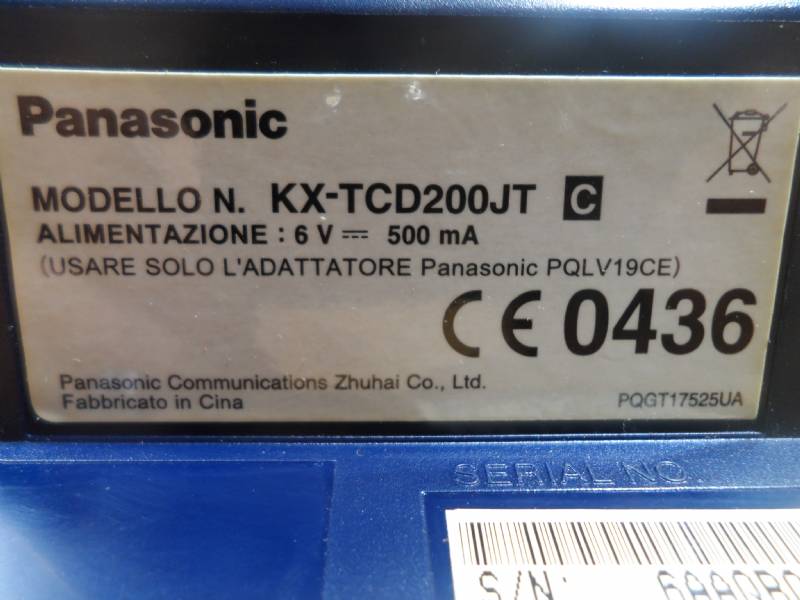 Panasonic
MODELLO N. KX-TCD200JT C
ALIMENTAZIONE : 6 V ⎓ 500 mA
(USARE SOLO L'ADATTATORE Panasonic PQLV19CE)
CE 0436
Panasonic Communications Zhuhai Co., Ltd.
Fabbricato in Cina
PQGT17525UA
SERIAL NO.
S/N: